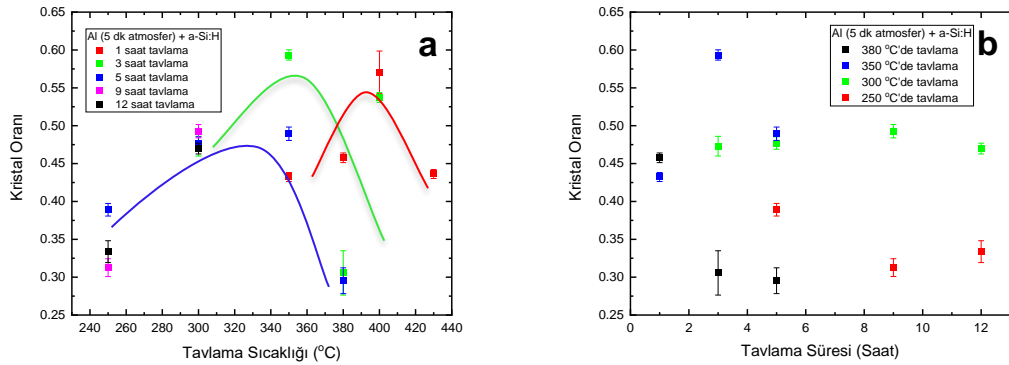 a
Al (5 dk atmosfer) + a-Si:H
1 saat tavlama
3 saat tavlama
5 saat tavlama
9 saat tavlama
12 saat tavlama
Kristal Oranı
0.65
0.60
0.55
0.50
0.45
0.40
0.35
0.30
0.25
240 260 280 300 320 340 360 380 400 420 440
Tavlama Sıcaklığı (°C)
b
Al (5 dk atmosfer) + a-Si:H
380 °C'de tavlama
350 °C'de tavlama
300 °C'de tavlama
250 °C'de tavlama
Kristal Oranı
0.65
0.60
0.55
0.50
0.45
0.40
0.35
0.30
0.25
0 2 4 6 8 10 12
Tavlama Süresi (Saat)